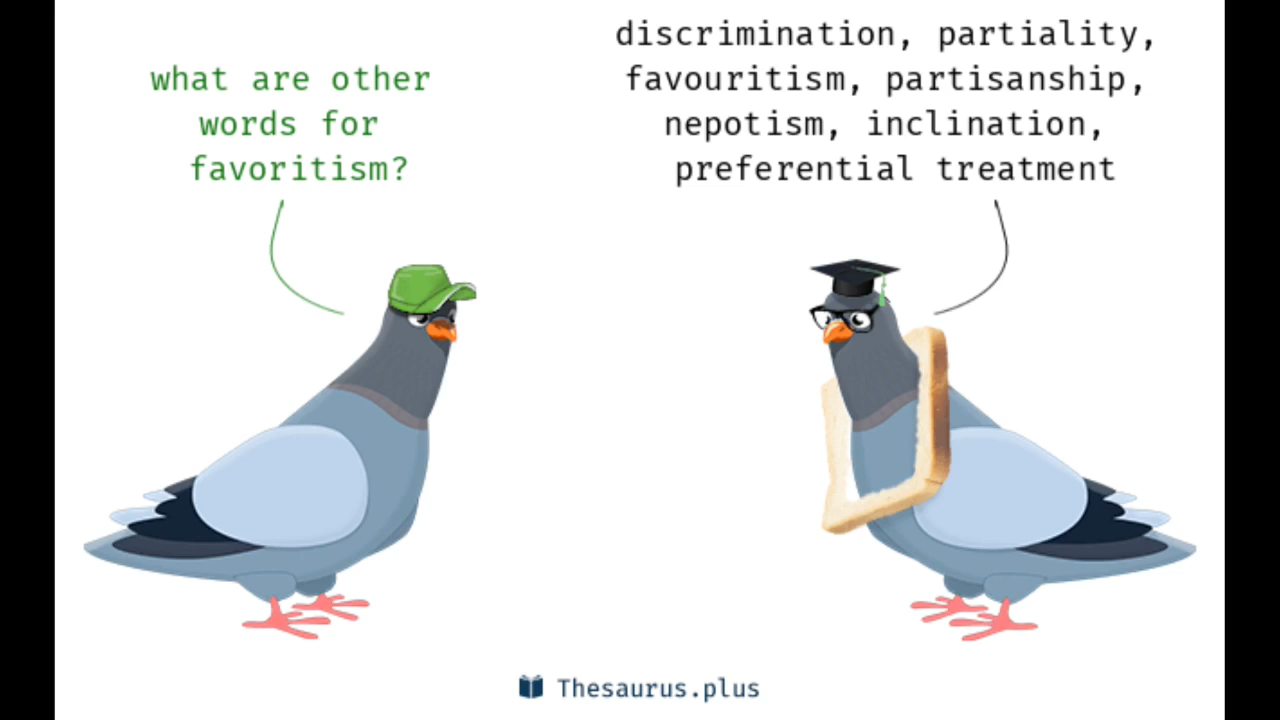 what are other
words for
favoritism?
discrimination, partiality,
favouritism, partisanship,
nepotism, inclination,
preferential treatment
Thesaurus.plus